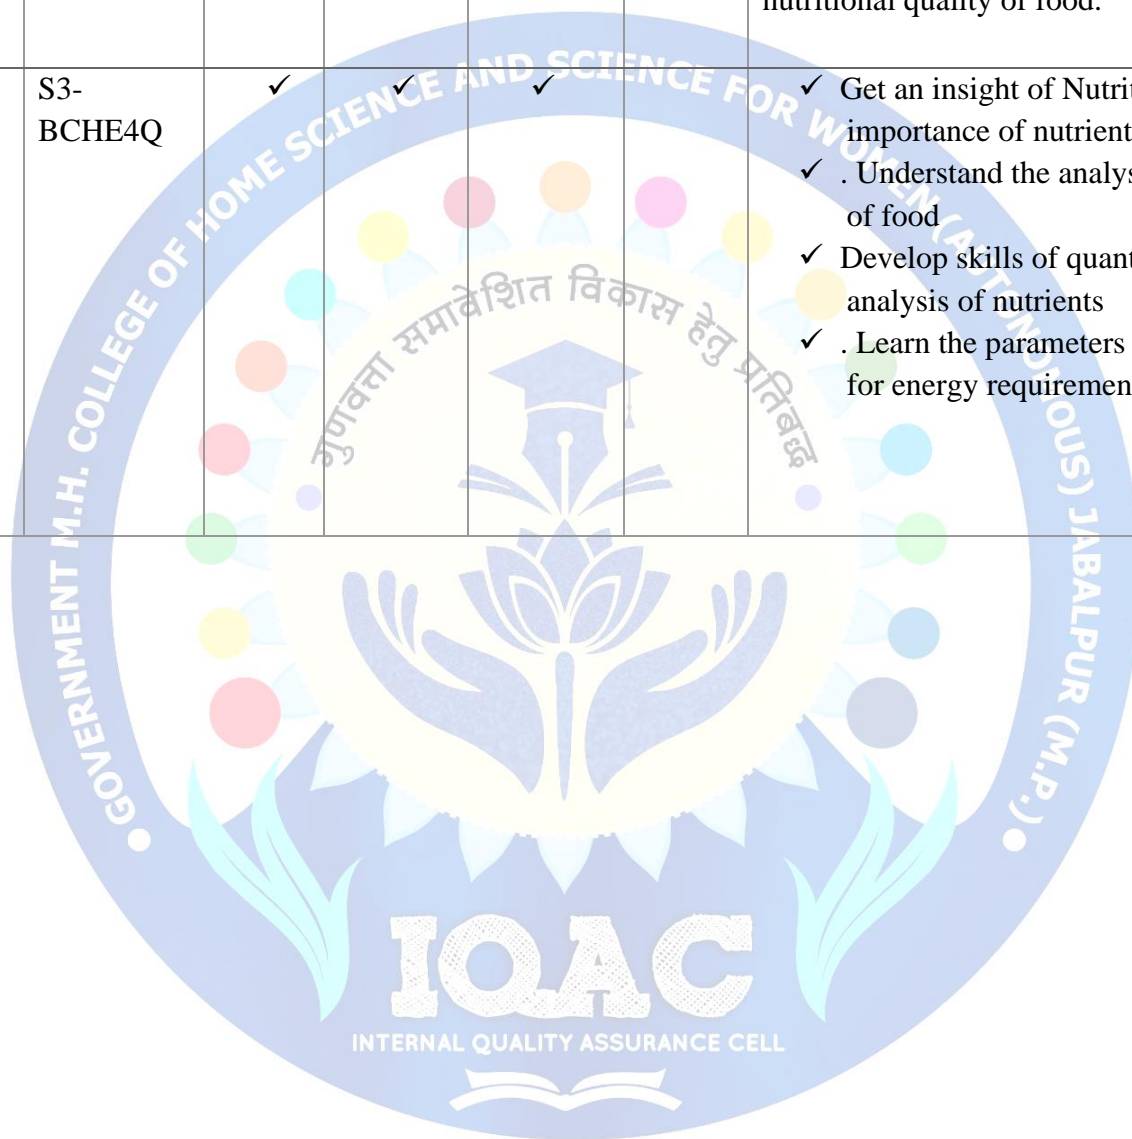 nutritional quality of food.
S3-
BCHE4Q
✓ ✓ ✓
✓ Get an insight of Nutrit
importance of nutrient
✓ . Understand the analys
of food
✓ Develop skills of quant
analysis of nutrients
✓ . Learn the parameters
for energy requiremen
GOVERNMENT M.H. COLLEGE OF HOME SCIENCE AND SCIENCE FOR WOMEN (AUTONOMOUS) JABALPUR (M.P.)
गुणवत्ता समावेशित विकास हेतु प्रतिबद्ध
IQAC
INTERNAL QUALITY ASSURANCE CELL